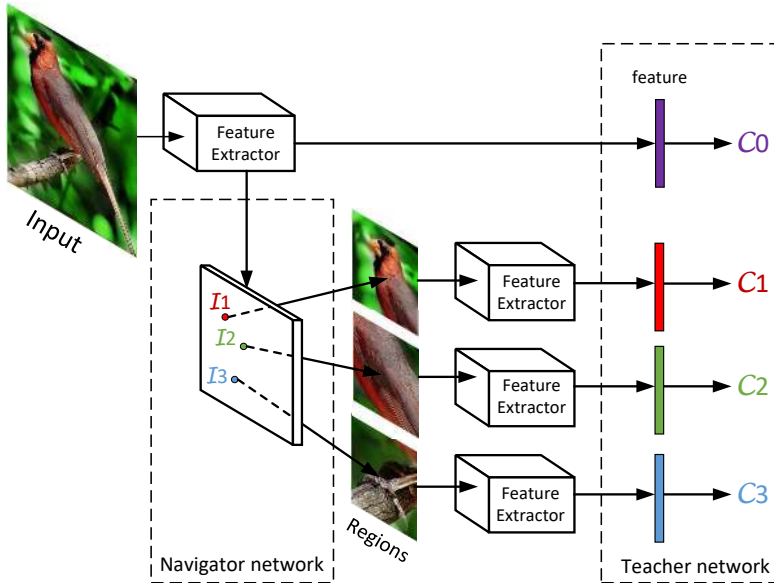 feature
Feature
Extractor
C0
Input
I1
I2
I3
Feature
Extractor
C1
Feature
Extractor
C2
Feature
Extractor
C3
Regions
Navigator network
Teacher network